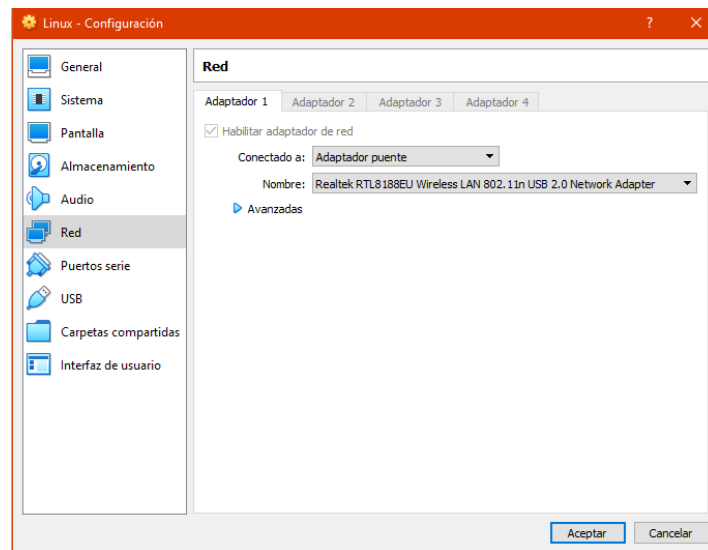 Linux - Configuración ? ×
General
Sistema
Pantalla
Almacenamiento
Audio
Red
Puertos serie
USB
Carpetas compartidas
Interfaz de usuario
Red
Adaptador 1 Adaptador 2 Adaptador 3 Adaptador 4
Habilitar adaptador de red
Conectado a: Adaptador puente
Nombre: Realtek RTL8188EU Wireless LAN 802.11n USB 2.0 Network Adapter
Avanzadas
Aceptar Cancelar